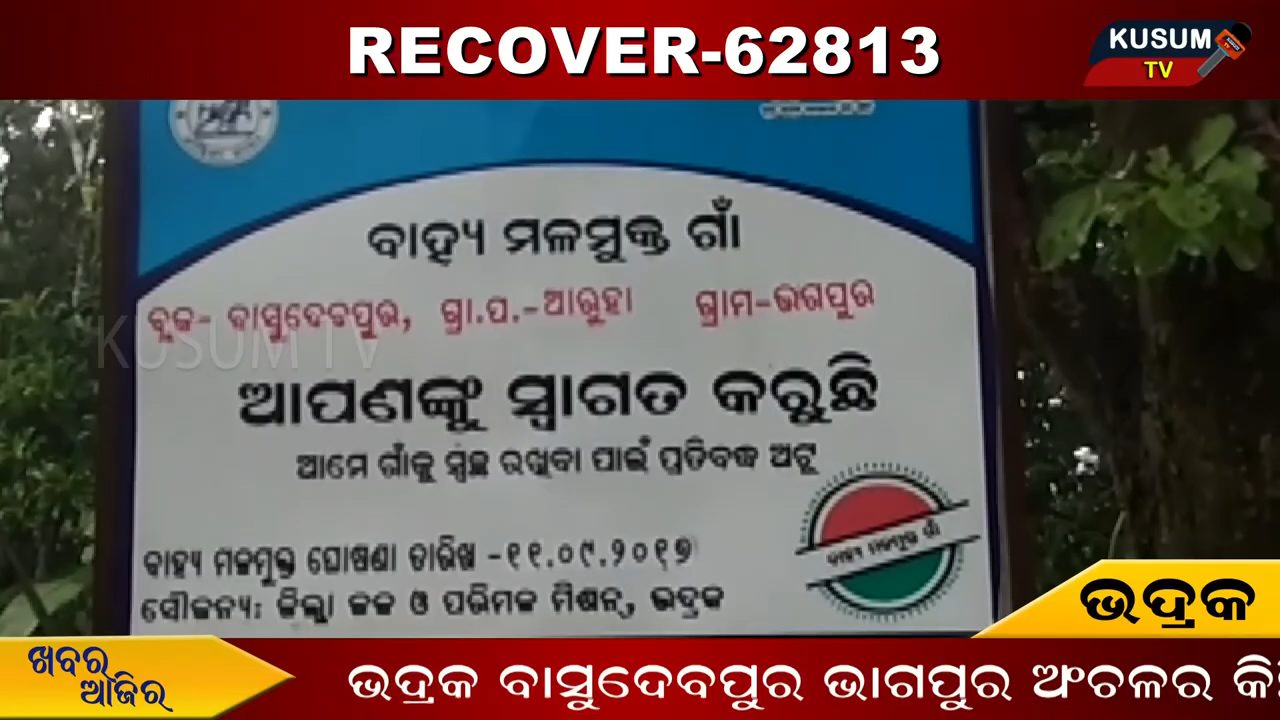 RECOVER-62813
KUSUM
TV
ବାହ୍ୟ ମଳମୁକ୍ତ ଗାଁ
ବ୍ଲକ- ବାସୁଦେବପୁର, ଗ୍ରା.ପ.-ଆରୁହା ଗ୍ରାମ-ଭଗପୁର
KUSUM TV
ଆପଣଙ୍କୁ ସ୍ୱାଗତ କରୁଛି
ଆମେ ଗାଁକୁ ସ୍ୱଚ୍ଛ ରଖିବା ପାଇଁ ପ୍ରତିବଦ୍ଧ ଅଟୁ
ବାହ୍ୟ ମଳମୁକ୍ତ ଗାଁ
ବାହ୍ୟ ମଳମୁକ୍ତ ଘୋଷଣା ତାରିଖ -୧୧.୦୯.୨୦୧୭
ସୌଜନ୍ୟ: ଜିଲ୍ଲା ଜଳ ଓ ପରିମଳ ମିଶନ୍, ଭଦ୍ରକ
ଭଦ୍ରକ
ଖବର
ଆଜିର
ଭଦ୍ରକ ବାସୁଦେବପୁର ଭାଗପୁର ଅଂଚଳର